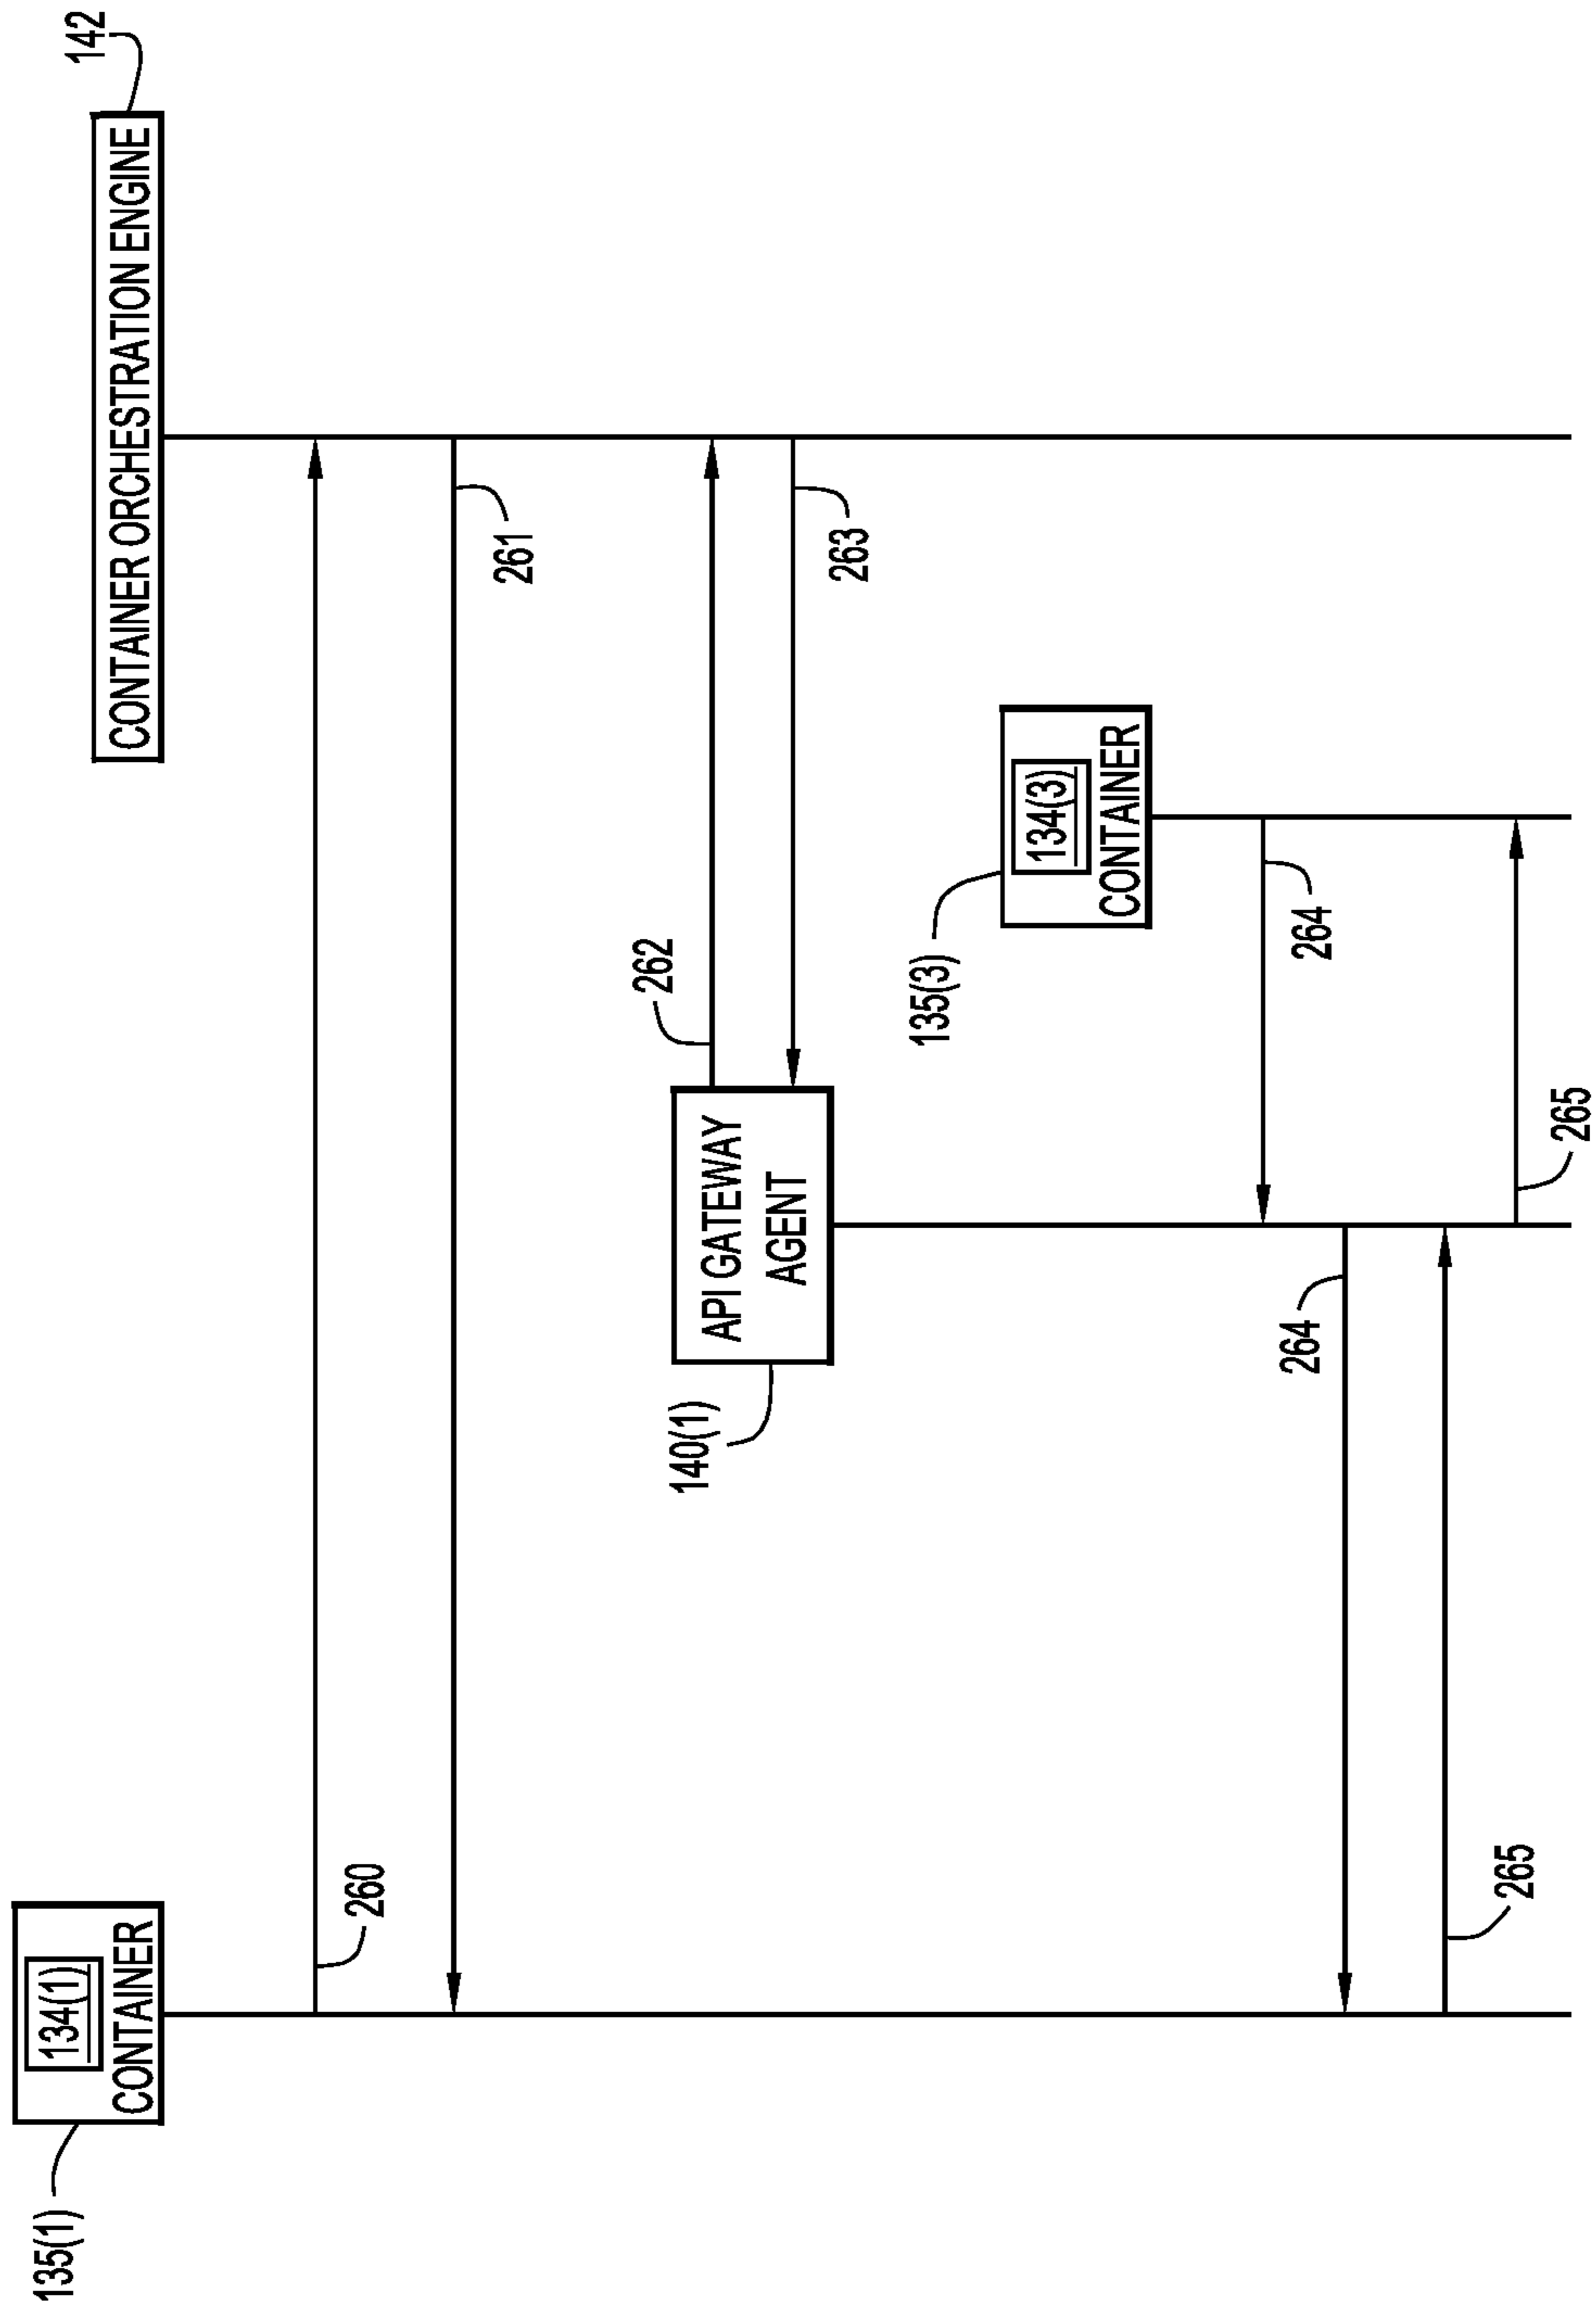 135(1)
134(1)
CONTAINER
142
CONTAINER ORCHESTRATION ENGINE
260
261
262
140(1)
API GATEWAY
AGENT
263
135(3)
134(3)
CONTAINER
264
264
265
265